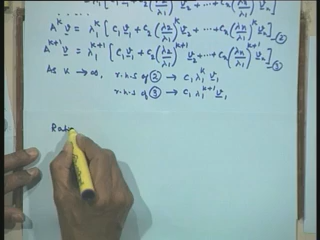 A^k v = λ1^k [ c1 v1 + c2 (λ2/λ1)^k v2 + ... + cn (λn/λ1)^k vn ] — ②
A^{k+1} v = λ1^{k+1} [ c1 v1 + c2 (λ2/λ1)^{k+1} v2 + ... + cn (λn/λ1)^{k+1} vn ] — ③
As k → ∞, r.h.s of ② → c1 λ1^k v1
r.h.s of ③ → c1 λ1^{k+1} v1
Ratio